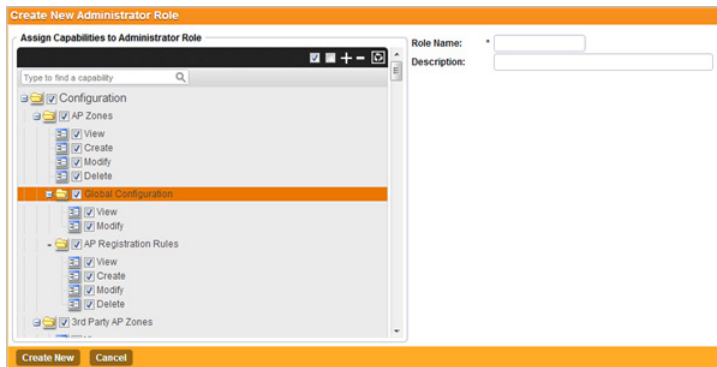 Create New Administrator Role
Assign Capabilities to Administrator Role
Type to find a capability
Configuration
AP Zones
View
Create
Modify
Delete
Global Configuration
View
Modify
AP Registration Rules
View
Create
Modify
Delete
3rd Party AP Zones
Role Name: *
Description:
Create New Cancel